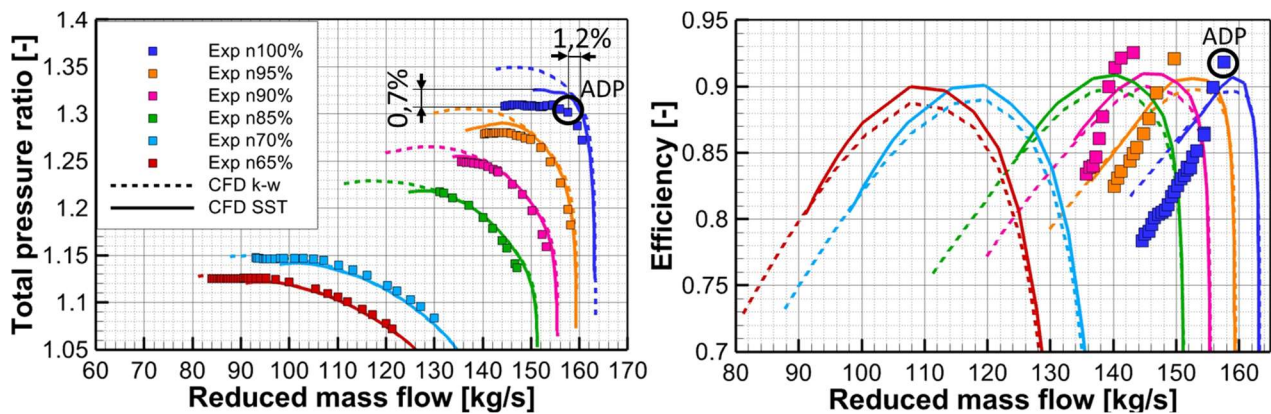 Total pressure ratio [-]
1.4
1.35
1.3
1.25
1.2
1.15
1.1
1.05
Exp n100%
Exp n95%
Exp n90%
Exp n85%
Exp n70%
Exp n65%
CFD k-w
CFD SST
0,7%
1,2%
ADP
60 70 80 90 100 110 120 130 140 150 160 170
Reduced mass flow [kg/s]
Efficiency [-]
0.95
0.9
0.85
0.8
0.75
0.7
ADP
80 90 100 110 120 130 140 150 160
Reduced mass flow [kg/s]